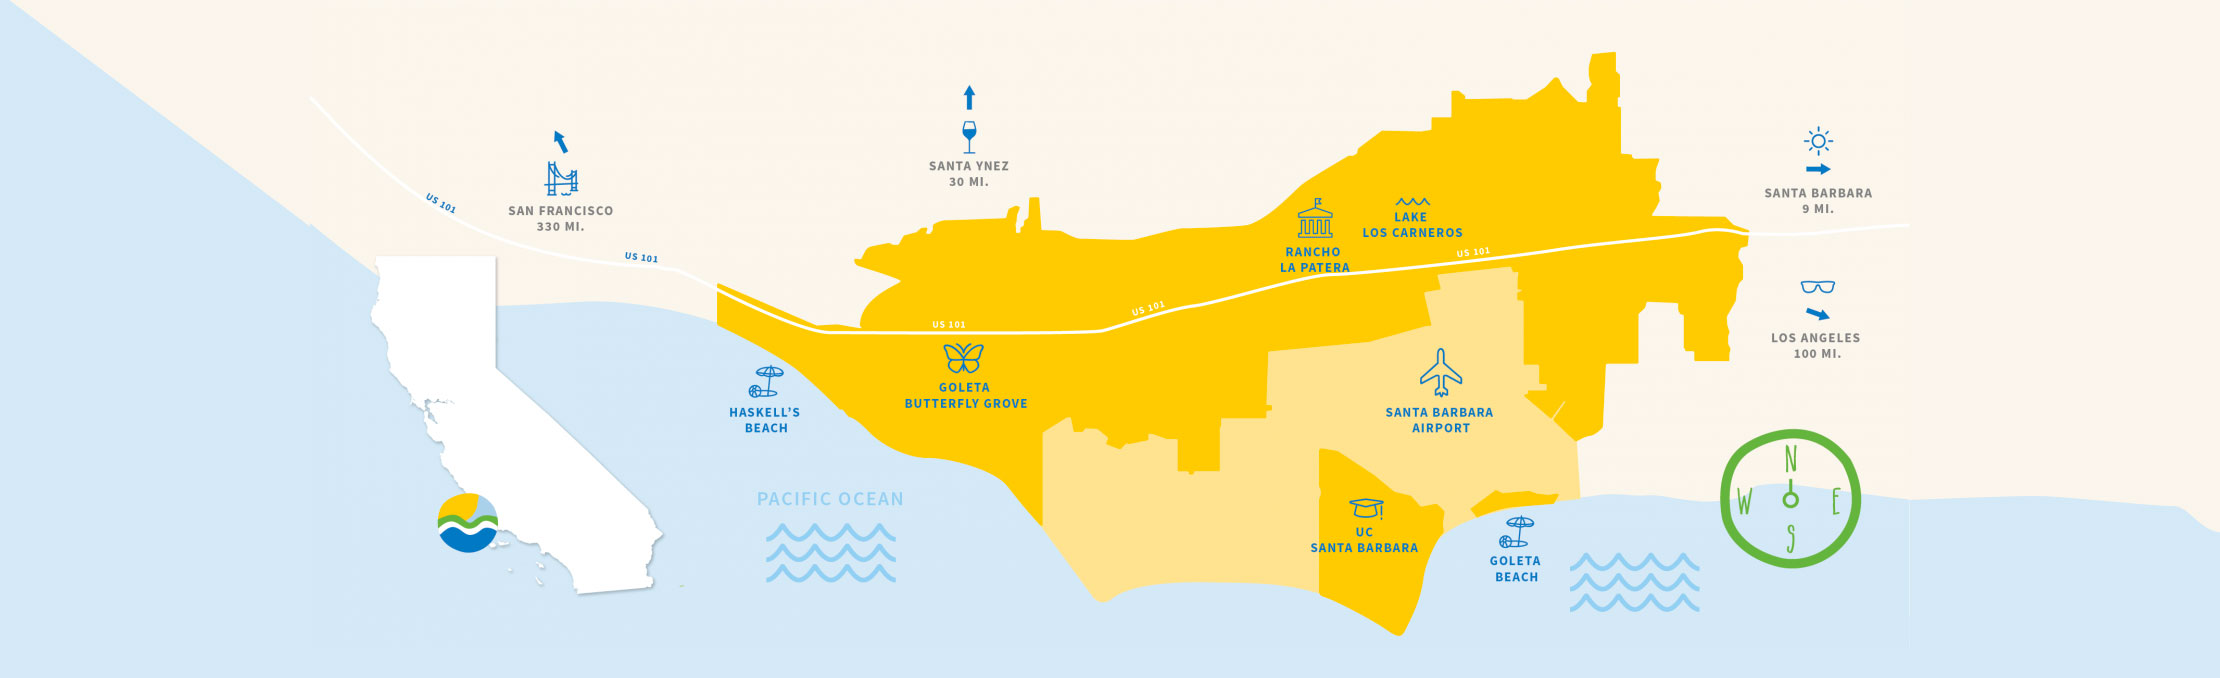 US 101
SAN FRANCISCO
330 MI.
US 101
SANTA YNEZ
30 MI.
SANTA BARBARA
9 MI.
RANCHO
LA PATERA
LAKE
LOS CARNEROS
US 101
US 101
US 101
LOS ANGELES
100 MI.
HASKELL'S
BEACH
GOLETA
BUTTERFLY GROVE
SANTA BARBARA
AIRPORT
PACIFIC OCEAN
UC
SANTA BARBARA
GOLETA
BEACH
N
W E
S